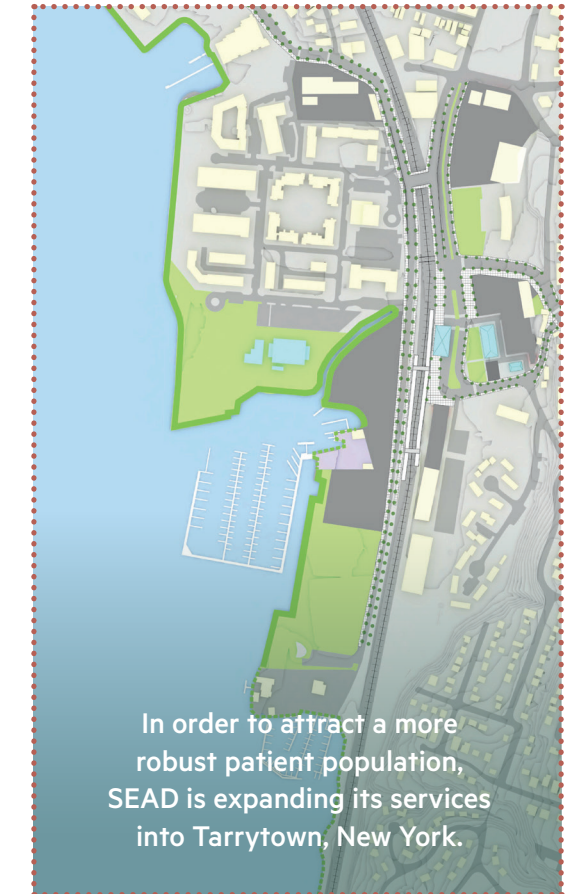 In order to attract a more
robust patient population,
SEAD is expanding its services
into Tarrytown, New York.